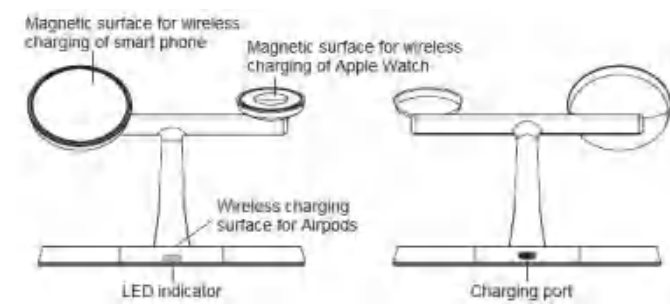 Magnetic surface for wireless
charging of smart phone
Magnetic surface for wireless
charging of Apple Watch
Wireless charging
surface for Airpods
LED indicator
Charging port